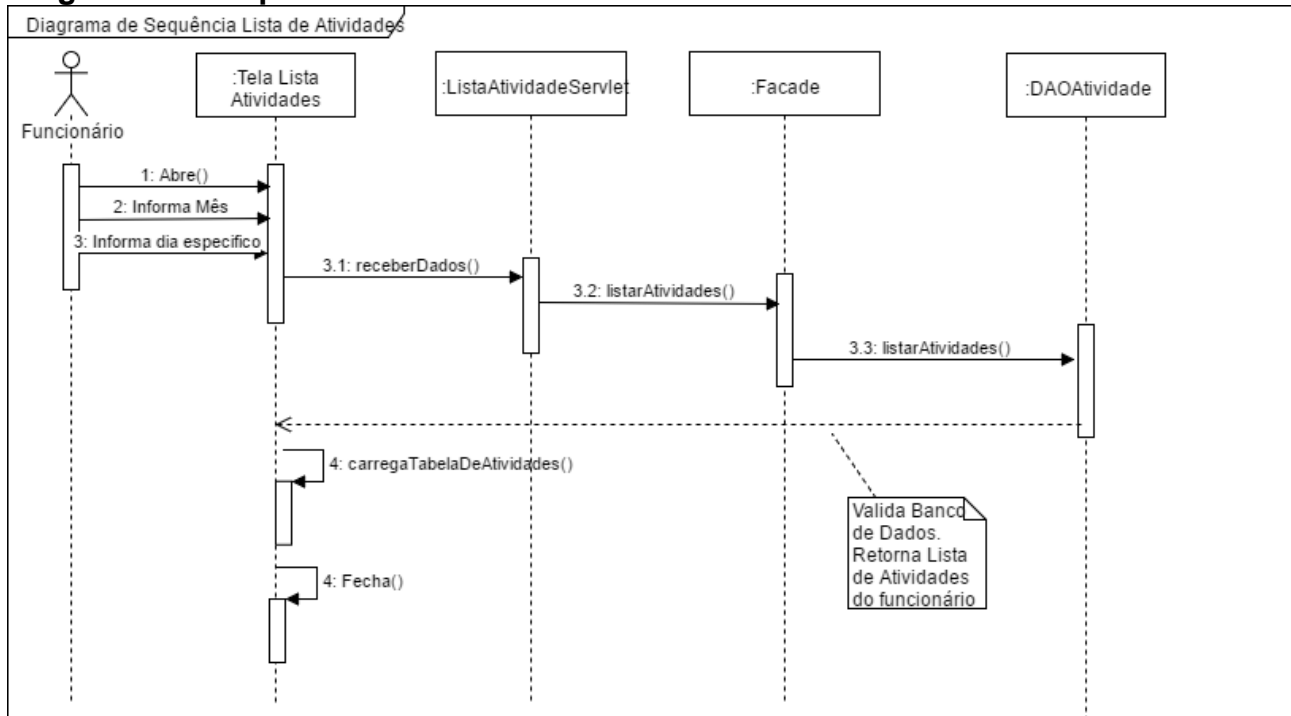 Diagrama de Sequência Lista de Atividades
Funcionário
:Tela Lista
Atividades
:ListaAtividadeServlet
:Facade
:DAOAtividade
1: Abre()
2: Informa Mês
3: Informa dia especifico
3.1: receberDados()
3.2: listarAtividades()
3.3: listarAtividades()
4: carregaTabelaDeAtividades()
Valida Banco
de Dados.
Retorna Lista
de Atividades
do funcionário
4: Fecha()